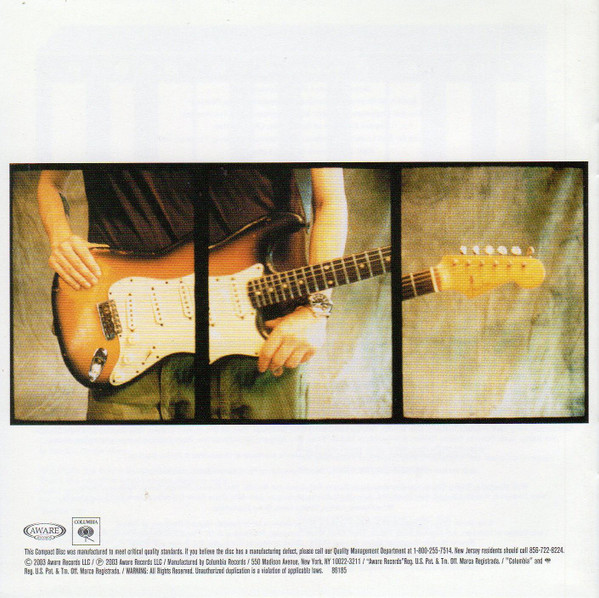 AWARE
RECORDS
COLUMBIA
This Compact Disc was manufactured to meet critical quality standards. If you believe the disc has a manufacturing defect, please call our Quality Management Department at 1-800-255-7514. New Jersey residents should call 856-722-8224.
© 2003 Aware Records LLC / ℗ 2003 Aware Records LLC / Manufactured by Columbia Records / 550 Madison Avenue, New York, NY 10022-3211 / "Aware Records" Reg. U.S. Pat. & Tm. Off. Marca Registrada. / "Columbia" and
Reg. U.S. Pat. & Tm. Off. Marca Registrada. / WARNING: All Rights Reserved. Unauthorized duplication is a violation of applicable laws. 86185